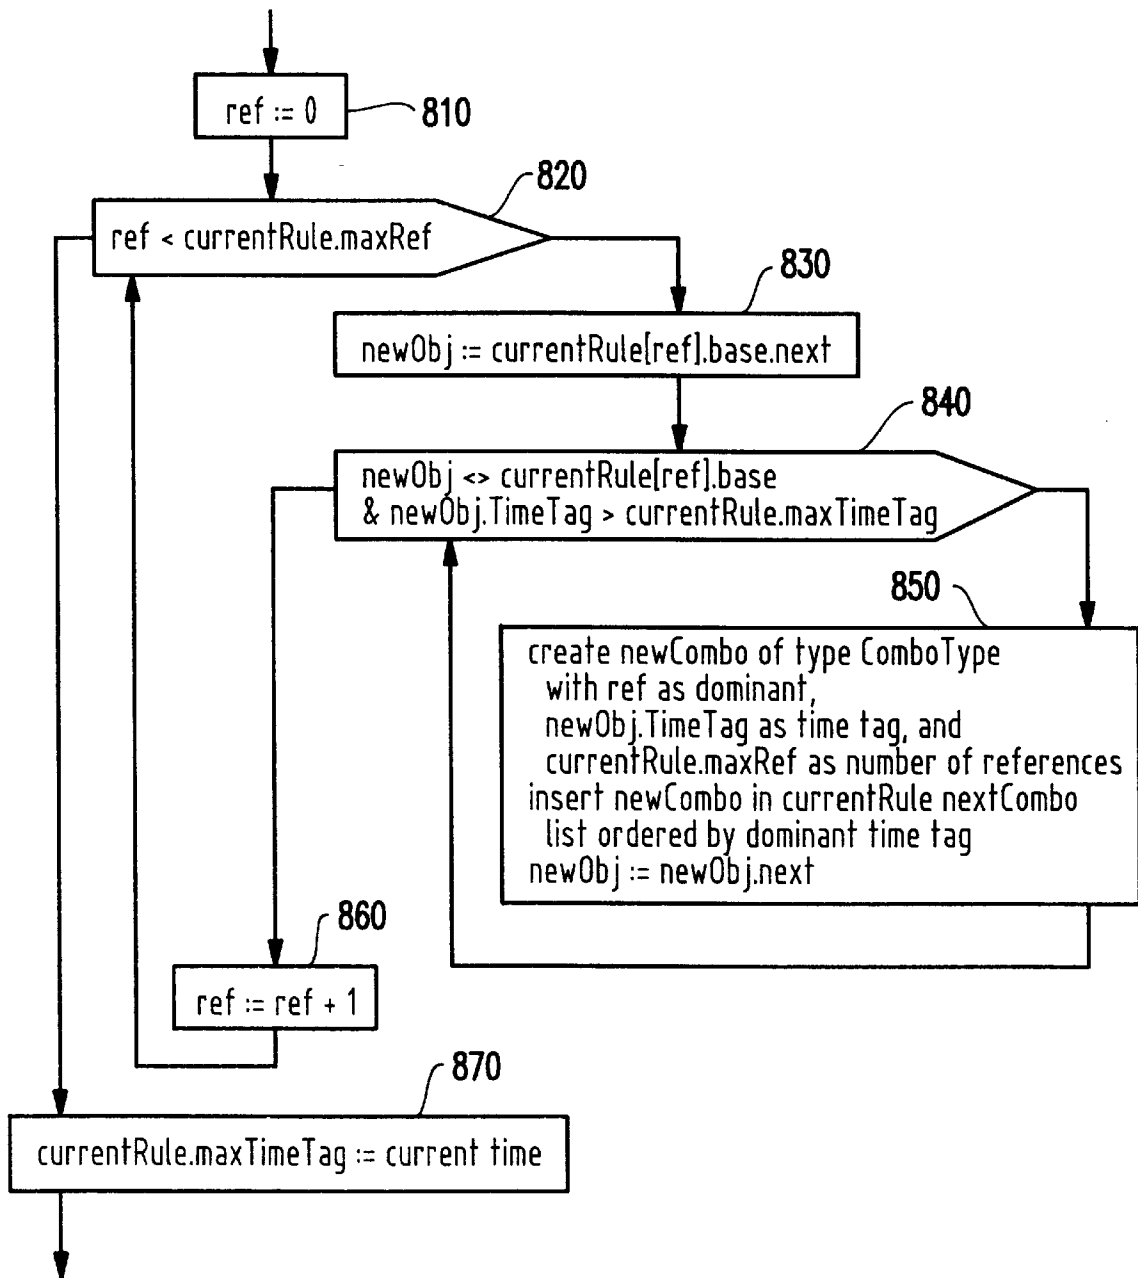 ref := 0
810
820
ref < currentRule.maxRef
830
newObj := currentRule[ref].base.next
840
newObj <> currentRule[ref].base
& newObj.TimeTag > currentRule.maxTimeTag
850
create newCombo of type ComboType
with ref as dominant,
newObj.TimeTag as time tag, and
currentRule.maxRef as number of references
insert newCombo in currentRule nextCombo
list ordered by dominant time tag
newObj := newObj.next
860
ref := ref + 1
870
currentRule.maxTimeTag := current time